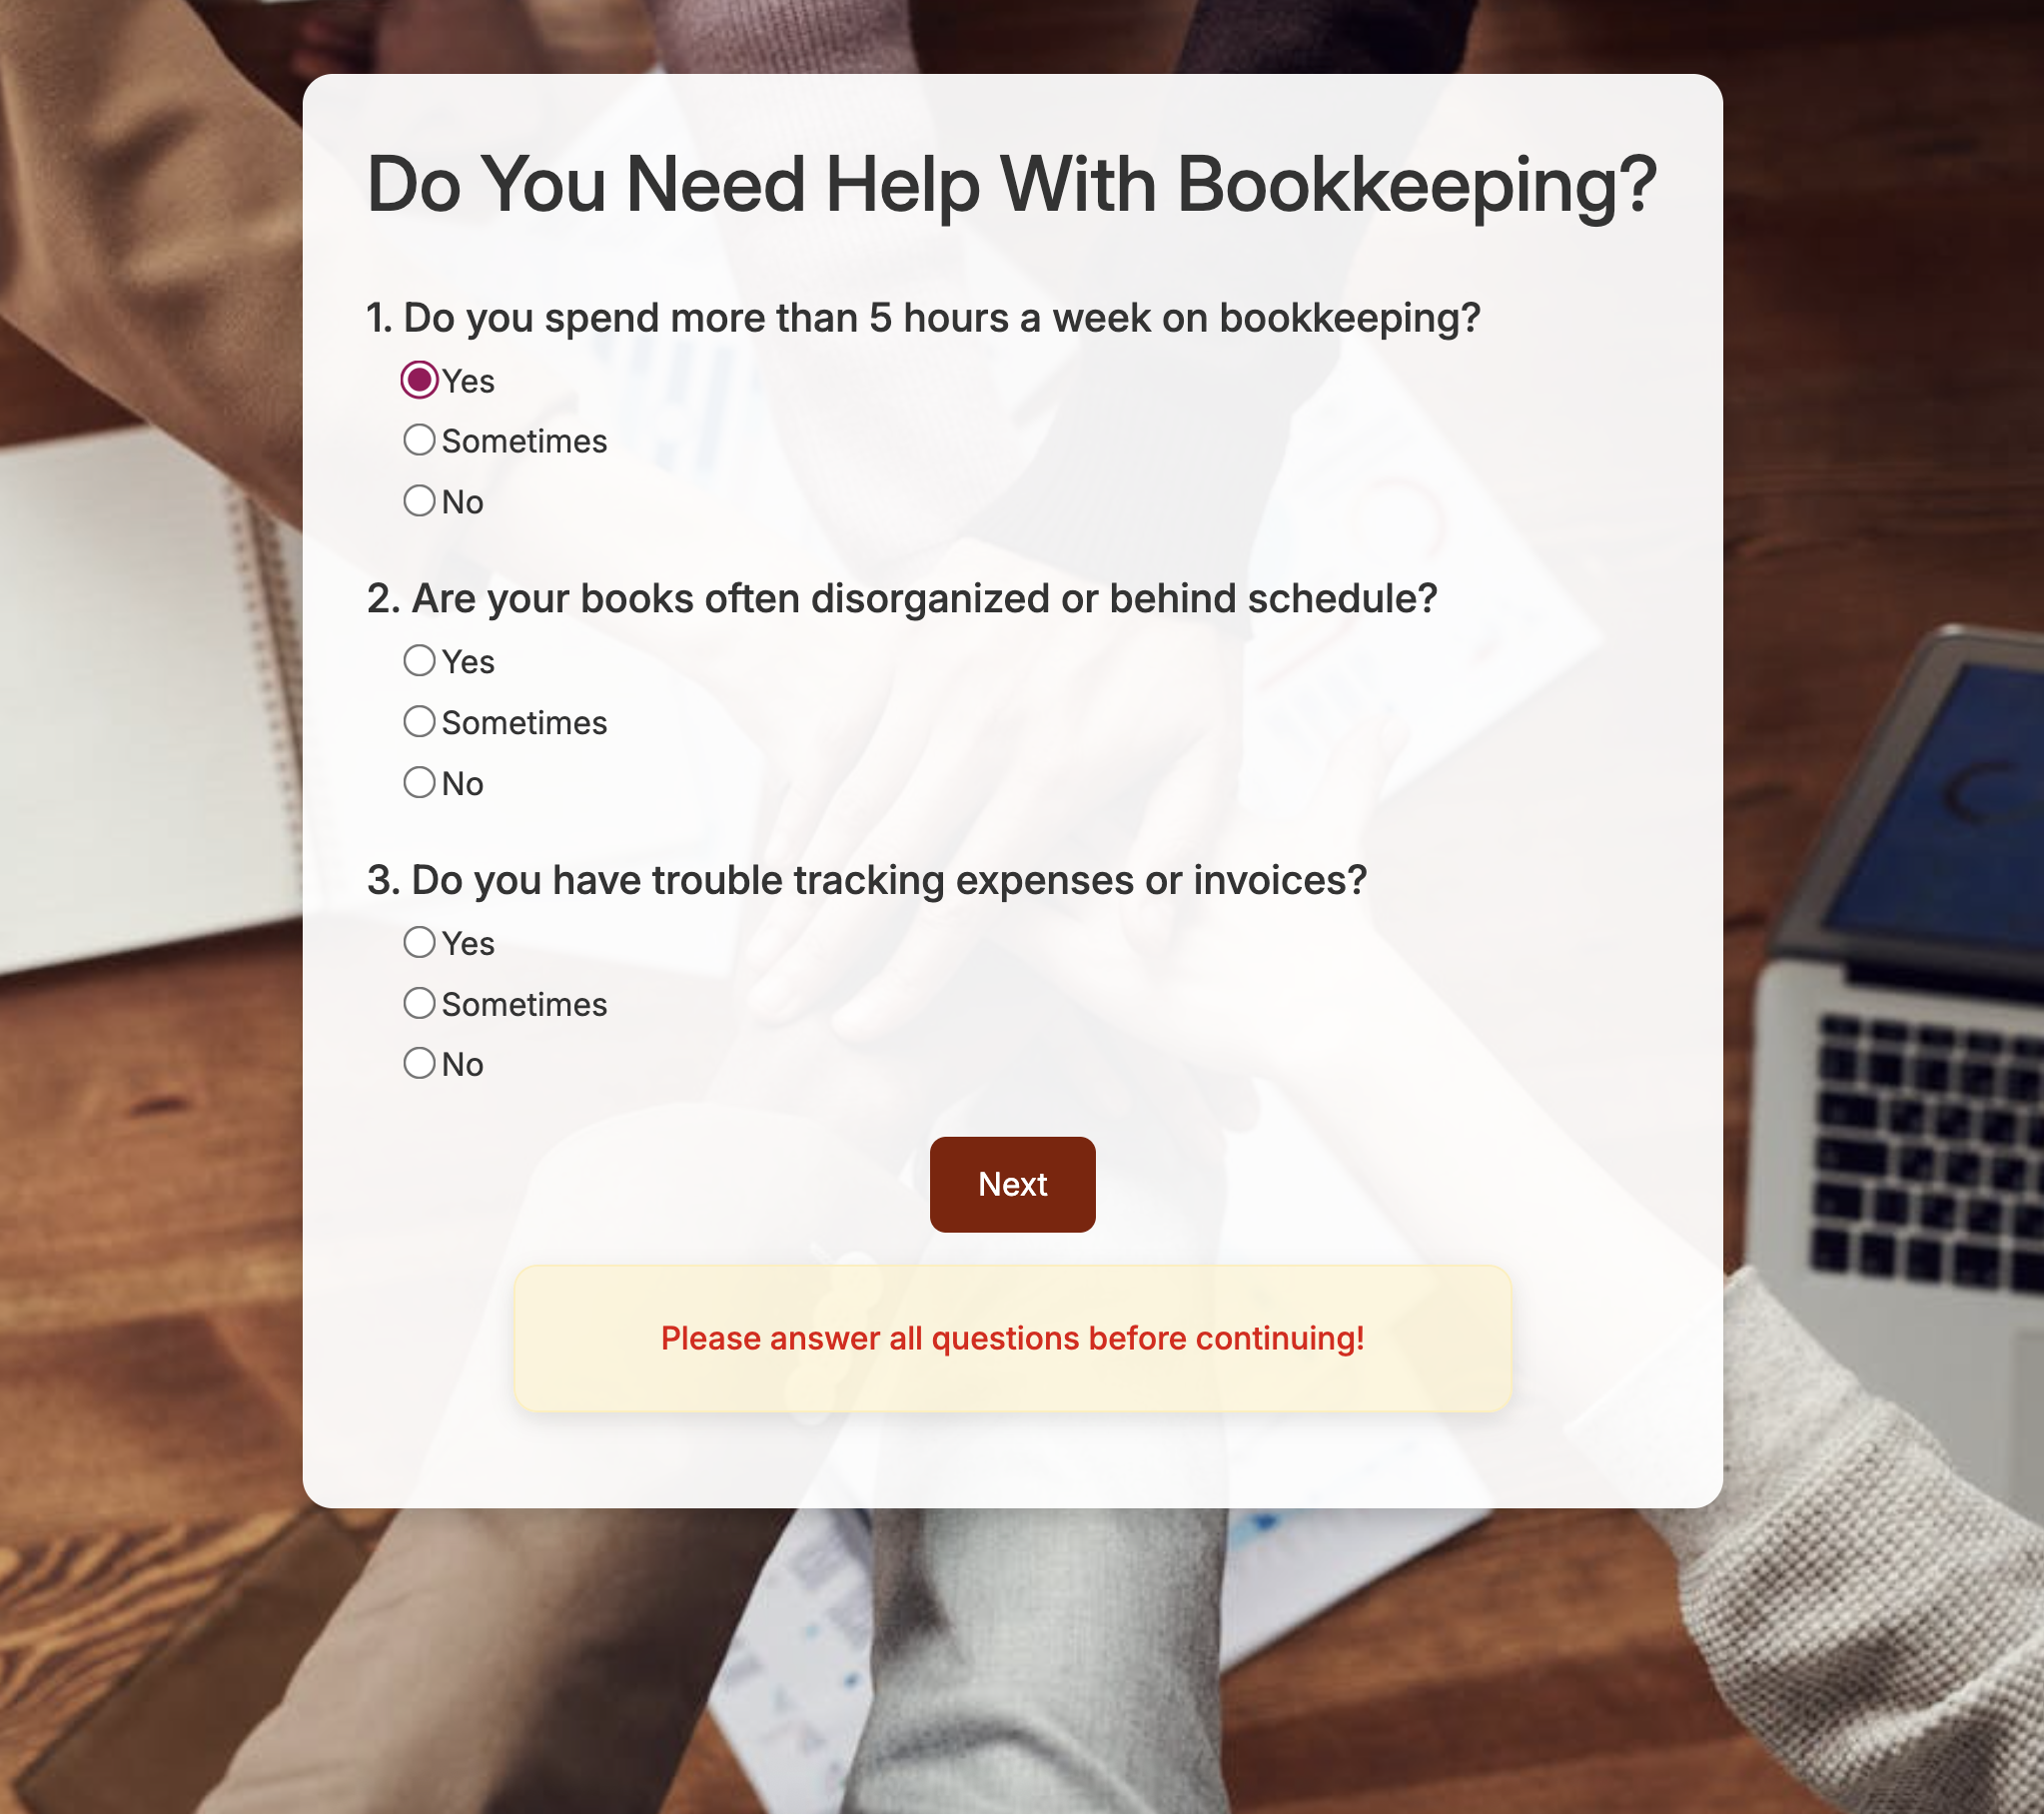 Do You Need Help With Bookkeeping?
1. Do you spend more than 5 hours a week on bookkeeping?
Yes
Sometimes
No
2. Are your books often disorganized or behind schedule?
Yes
Sometimes
No
3. Do you have trouble tracking expenses or invoices?
Yes
Sometimes
No
Next
Please answer all questions before continuing!